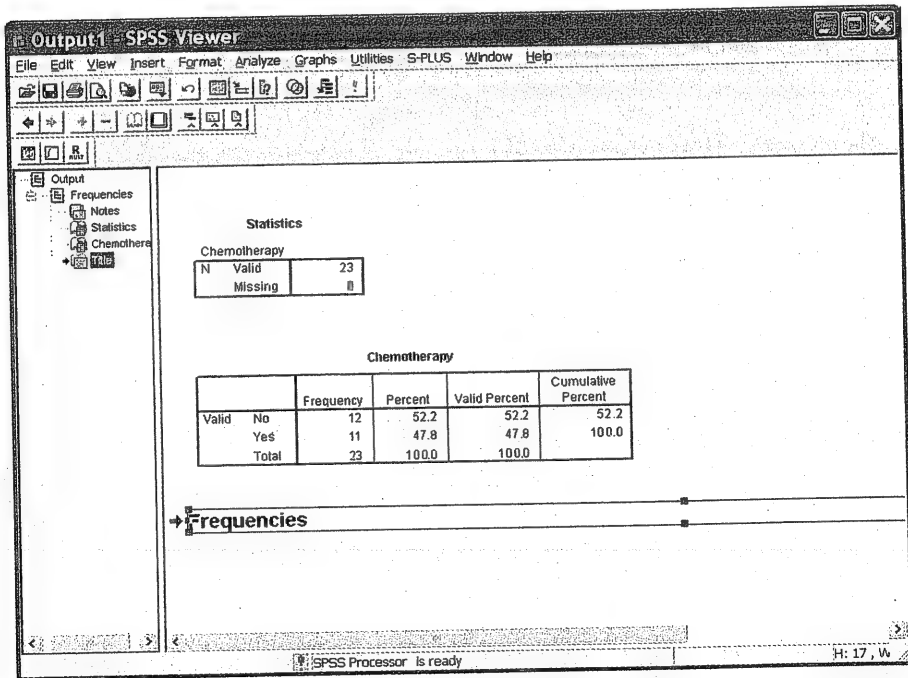 Output1 - SPSS Viewer
File Edit View Insert Format Analyze Graphs Utilities S-PLUS Window Help
Output
Frequencies
Notes
Statistics
Chemothera
Title
Statistics
Chemotherapy
N Valid 23
Missing 0
Chemotherapy
Frequency Percent Valid Percent Cumulative Percent
Valid No 12 52.2 52.2 52.2
Yes 11 47.8 47.8 100.0
Total 23 100.0 100.0
Frequencies
SPSS Processor is ready
H: 17 , W